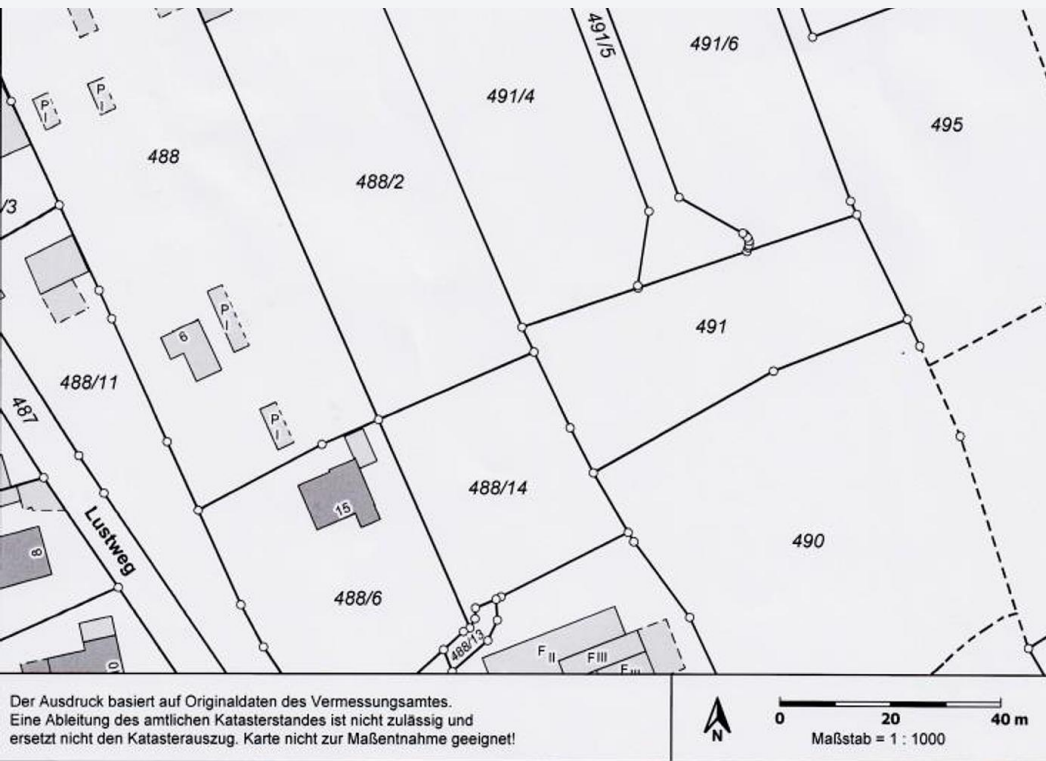 491/5
491/6
491/4
495
488
488/2
P
P
/3
P
6
491
488/11
487
P
488/14
15
Lustweg
8
490
488/6
488/13
F II
F III
F III
Der Ausdruck basiert auf Originaldaten des Vermessungsamtes.
Eine Ableitung des amtlichen Katasterstandes ist nicht zulässig und
ersetzt nicht den Katasterauszug. Karte nicht zur Maßentnahme geeignet!
N
0 20 40 m
Maßstab = 1 : 1000